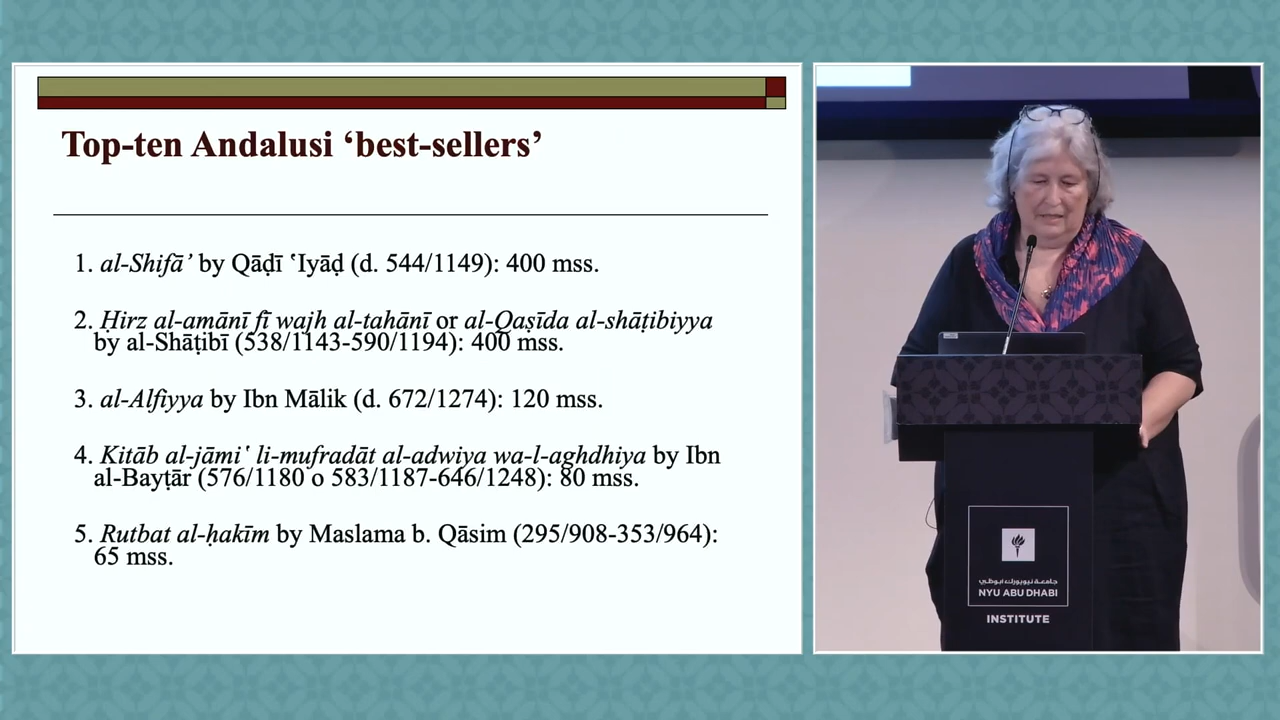 Top-ten Andalusi ‘best-sellers’
1. al-Shifā’ by Qāḍī ʿIyāḍ (d. 544/1149): 400 mss.
2. Ḥirz al-amānī fī wajh al-tahānī or al-Qaṣīda al-shāṭibiyya
by al-Shāṭibī (538/1143-590/1194): 400 mss.
3. al-Alfiyya by Ibn Mālik (d. 672/1274): 120 mss.
4. Kitāb al-jāmiʿ li-mufradāt al-adwiya wa-l-aghdhiya by Ibn
al-Bayṭār (576/1180 o 583/1187-646/1248): 80 mss.
5. Rutbat al-ḥakīm by Maslama b. Qāsim (295/908-353/964):
65 mss.
جامعة نيويورك أبوظبي
NYU ABU DHABI
INSTITUTE